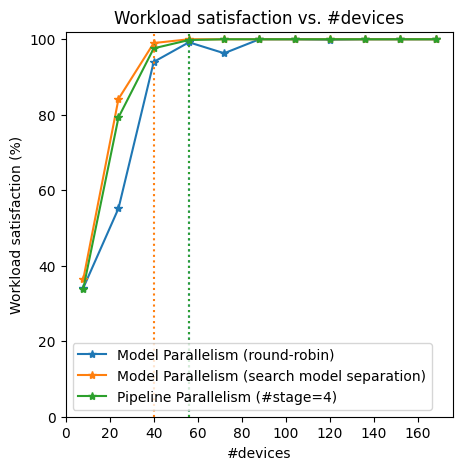 Workload satisfaction vs. #devices
Workload satisfaction (%)
100
80
60
40
20
0
Model Parallelism (round-robin)
Model Parallelism (search model separation)
Pipeline Parallelism (#stage=4)
0 20 40 60 80 100 120 140 160
#devices